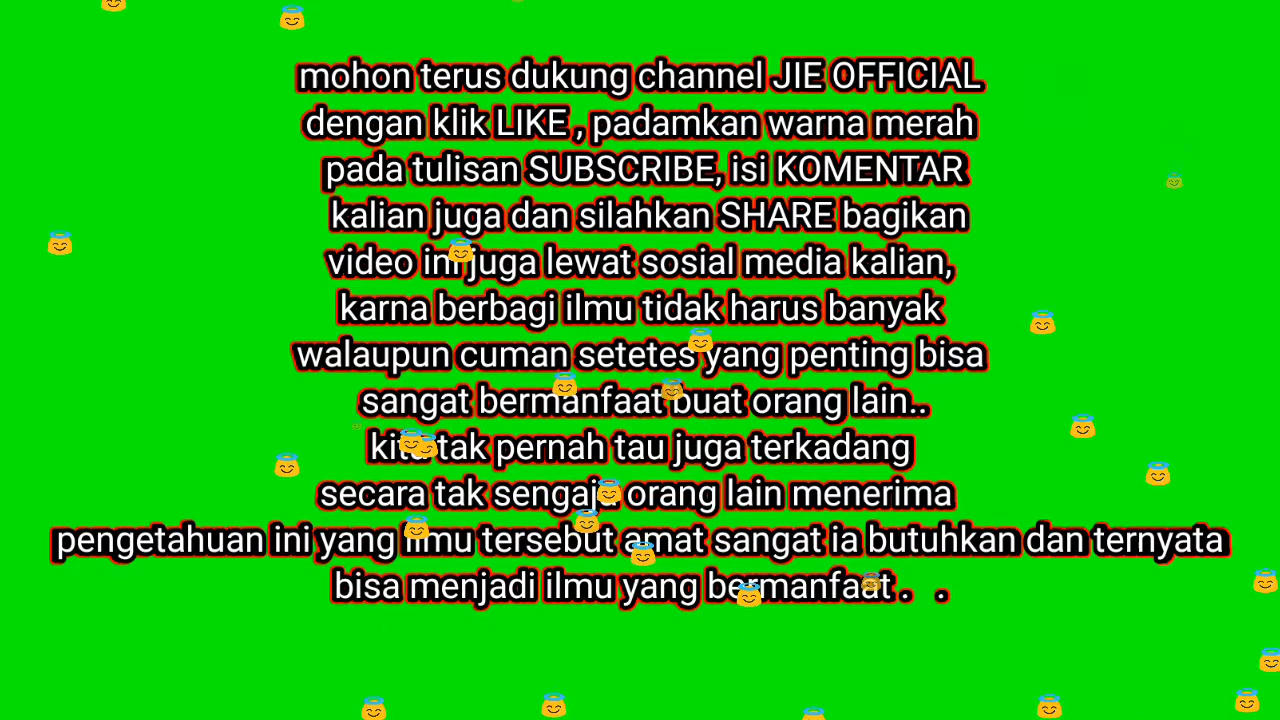 mohon terus dukung channel JIE OFFICIAL
dengan klik LIKE , padamkan warna merah
pada tulisan SUBSCRIBE, isi KOMENTAR
kalian juga dan silahkan SHARE bagikan
video ini juga lewat sosial media kalian,
karna berbagi ilmu tidak harus banyak
walaupun cuman setetes yang penting bisa
sangat bermanfaat buat orang lain..
kita tak pernah tau juga terkadang
secara tak sengaja orang lain menerima
pengetahuan ini yang ilmu tersebut amat sangat ia butuhkan dan ternyata
bisa menjadi ilmu yang bermanfaat . .